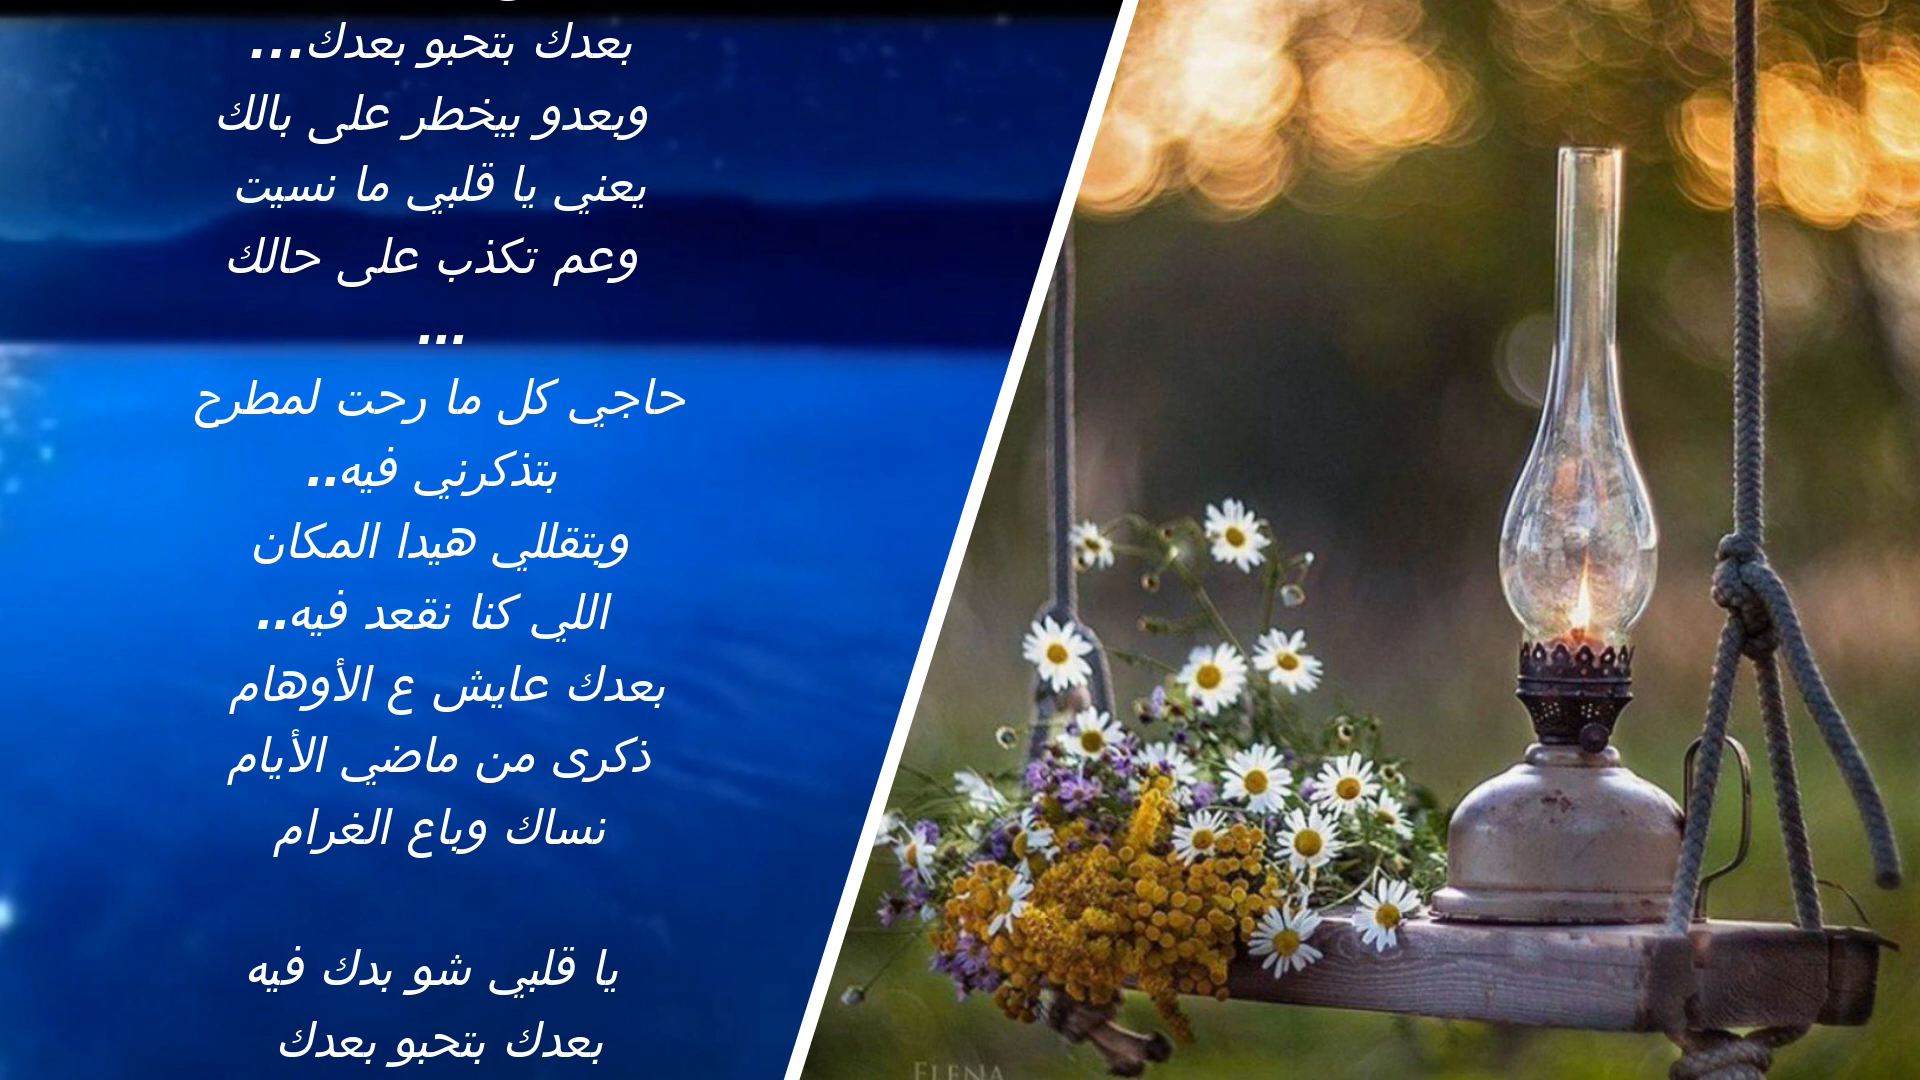 بعدك بتحبو بعدك...
وبعدو بيخطر على بالك
يعني يا قلبي ما نسيت
وعم تكذب على حالك
...
حاجي كل ما رحت لمطرح
بتذكرني فيه..
وبتقللي هيدا المكان
اللي كنا نقعد فيه..
بعدك عايش ع الأوهام
ذكرى من ماضي الأيام
نساك وباع الغرام
يا قلبي شو بدك فيه
بعدك بتحبو بعدك
ELENA